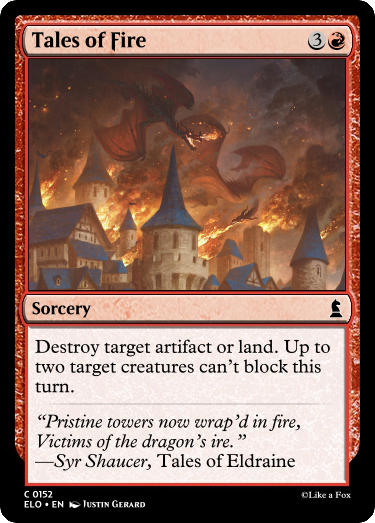 Tales of Fire 3
Sorcery
Destroy target artifact or land. Up to
two target creatures can't block this
turn.
“Pristine towers now wrap'd in fire,
Victims of the dragon's ire.”
—Syr Shaucer, Tales of Eldraine
C 0152
ELO • EN Justin Gerard
©Like a Fox